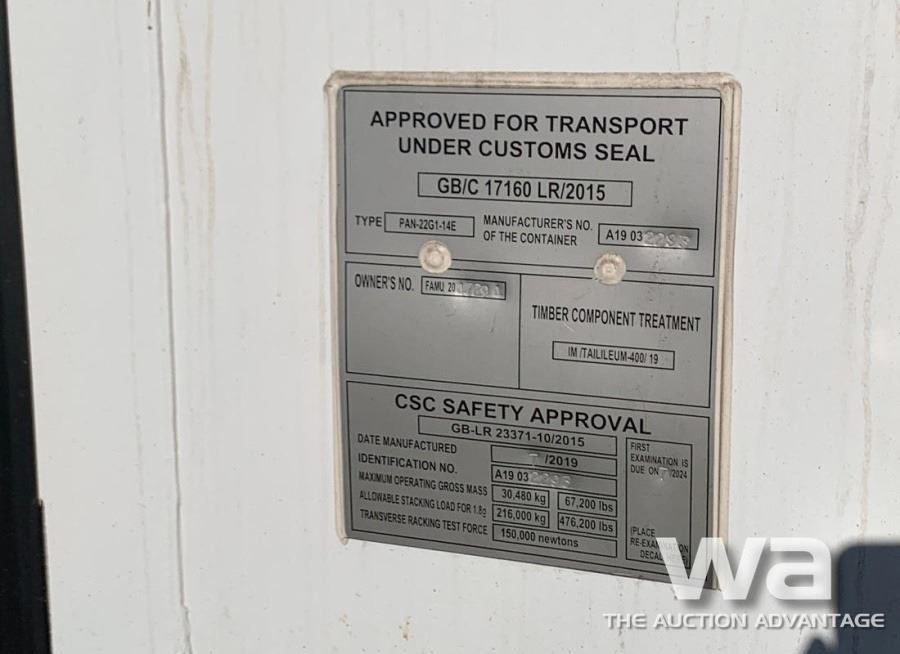 APPROVED FOR TRANSPORT
UNDER CUSTOMS SEAL
GB/C 17160 LR/2015
TYPE PAN-22G1-14E
MANUFACTURER'S NO.
OF THE CONTAINER A19 03
OWNER'S NO. FAMU 20
TIMBER COMPONENT TREATMENT
IM /TAILILEUM-400/ 19
CSC SAFETY APPROVAL
GB-LR 23371-10/2015
DATE MANUFACTURED /2019
IDENTIFICATION NO. A19 03
MAXIMUM OPERATING GROSS MASS 30,480 kg 67,200 lbs
ALLOWABLE STACKING LOAD FOR 1.8g 216,000 kg 476,200 lbs
TRANSVERSE RACKING TEST FORCE 150,000 newtons
FIRST
EXAMINATION IS
DUE ON /2024
(PLACE
RE-EXAMINATION
wa
THE AUCTION ADVANTAGE